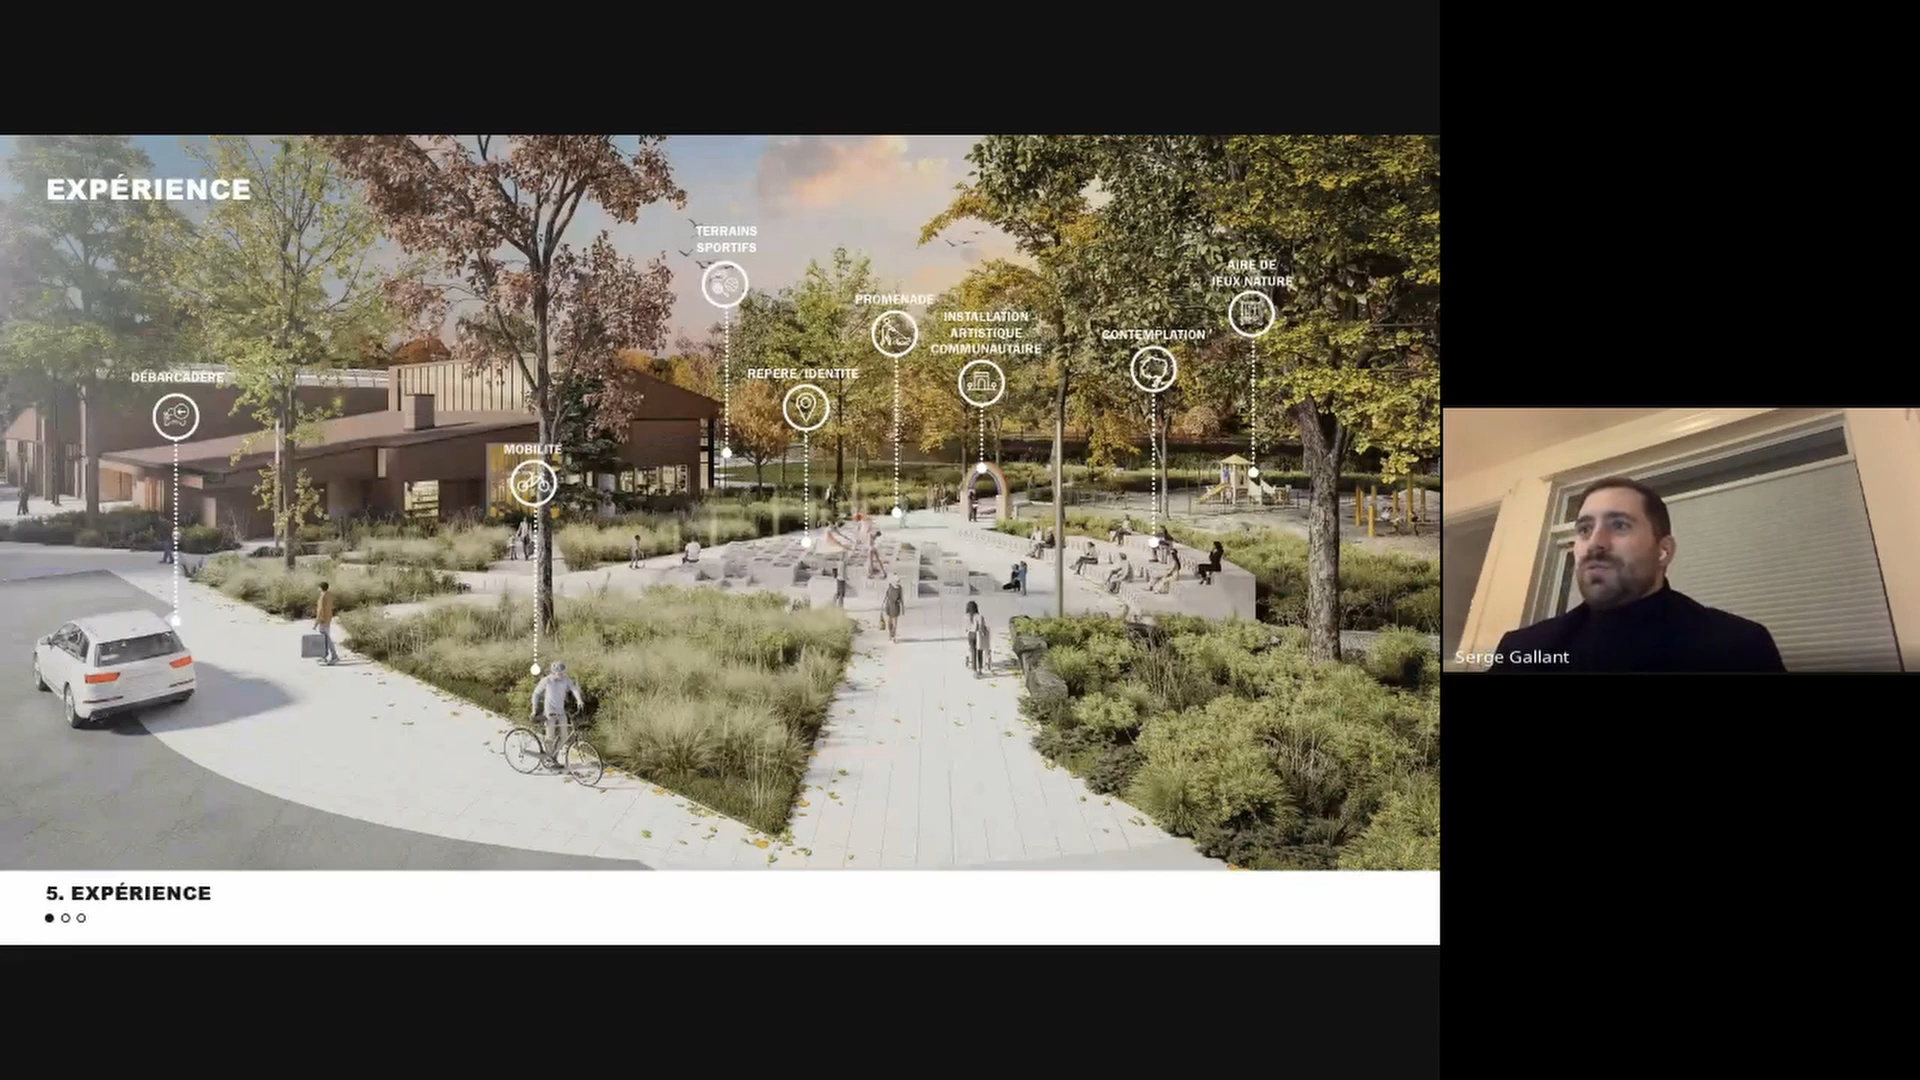 EXPÉRIENCE
TERRAINS
SPORTIFS
AIRE DE
JEUX NATURE
PROMENADE
INSTALLATION
ARTISTIQUE
COMMUNAUTAIRE
CONTEMPLATION
DÉBARCADÈRE
REPÈRE/IDENTITÉ
MOBILITÉ
Serge Gallant
5. EXPÉRIENCE